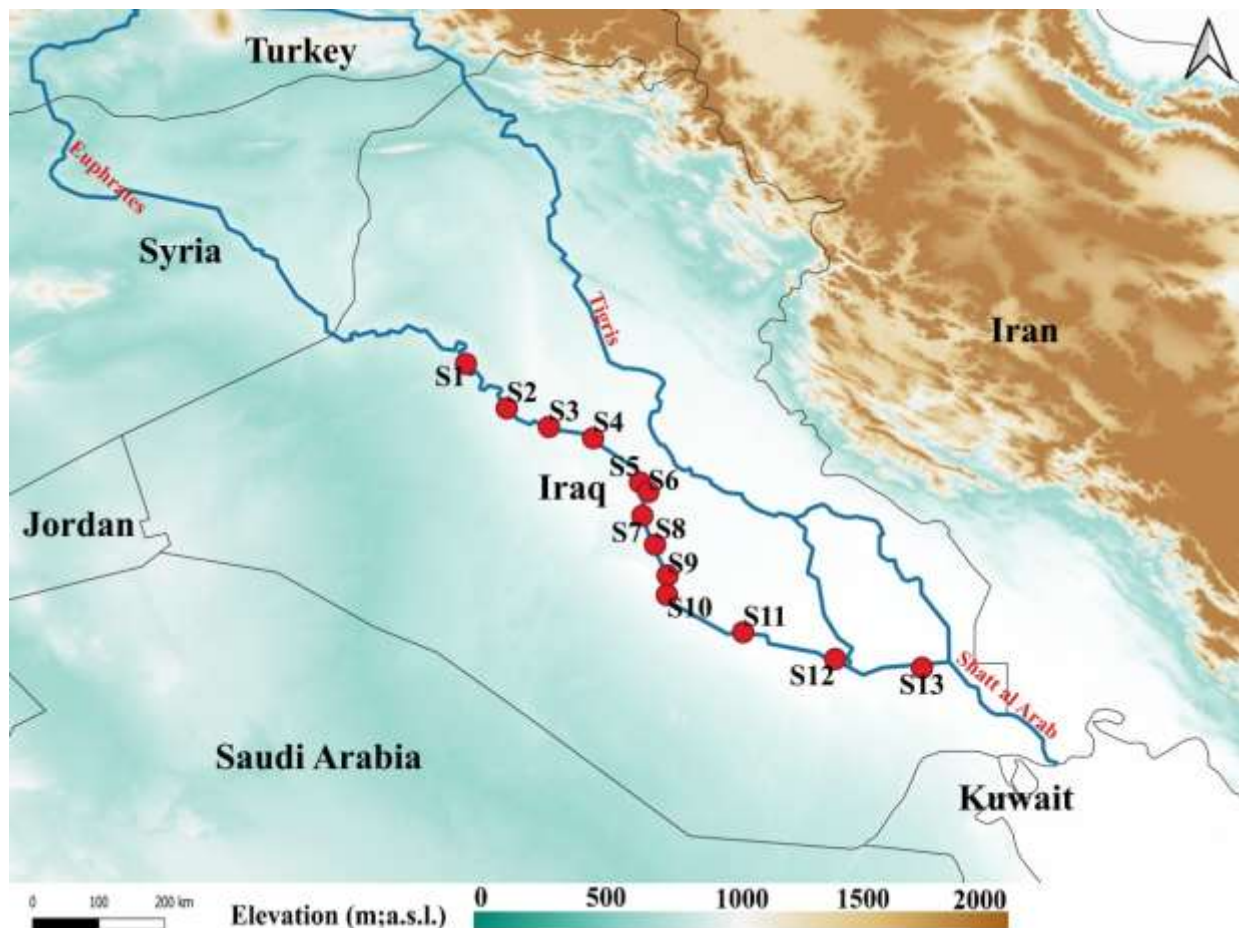 Turkey
Euphrates
Syria
Tigris
Iran
S1
S2
S3
S4
S5
S6
Iraq
Jordan
S7
S8
S9
S10
S11
S12
S13
Shatt al Arab
Saudi Arabia
Kuwait
0 100 200 km
Elevation (m;a.s.l.)
0 500 1000 1500 2000